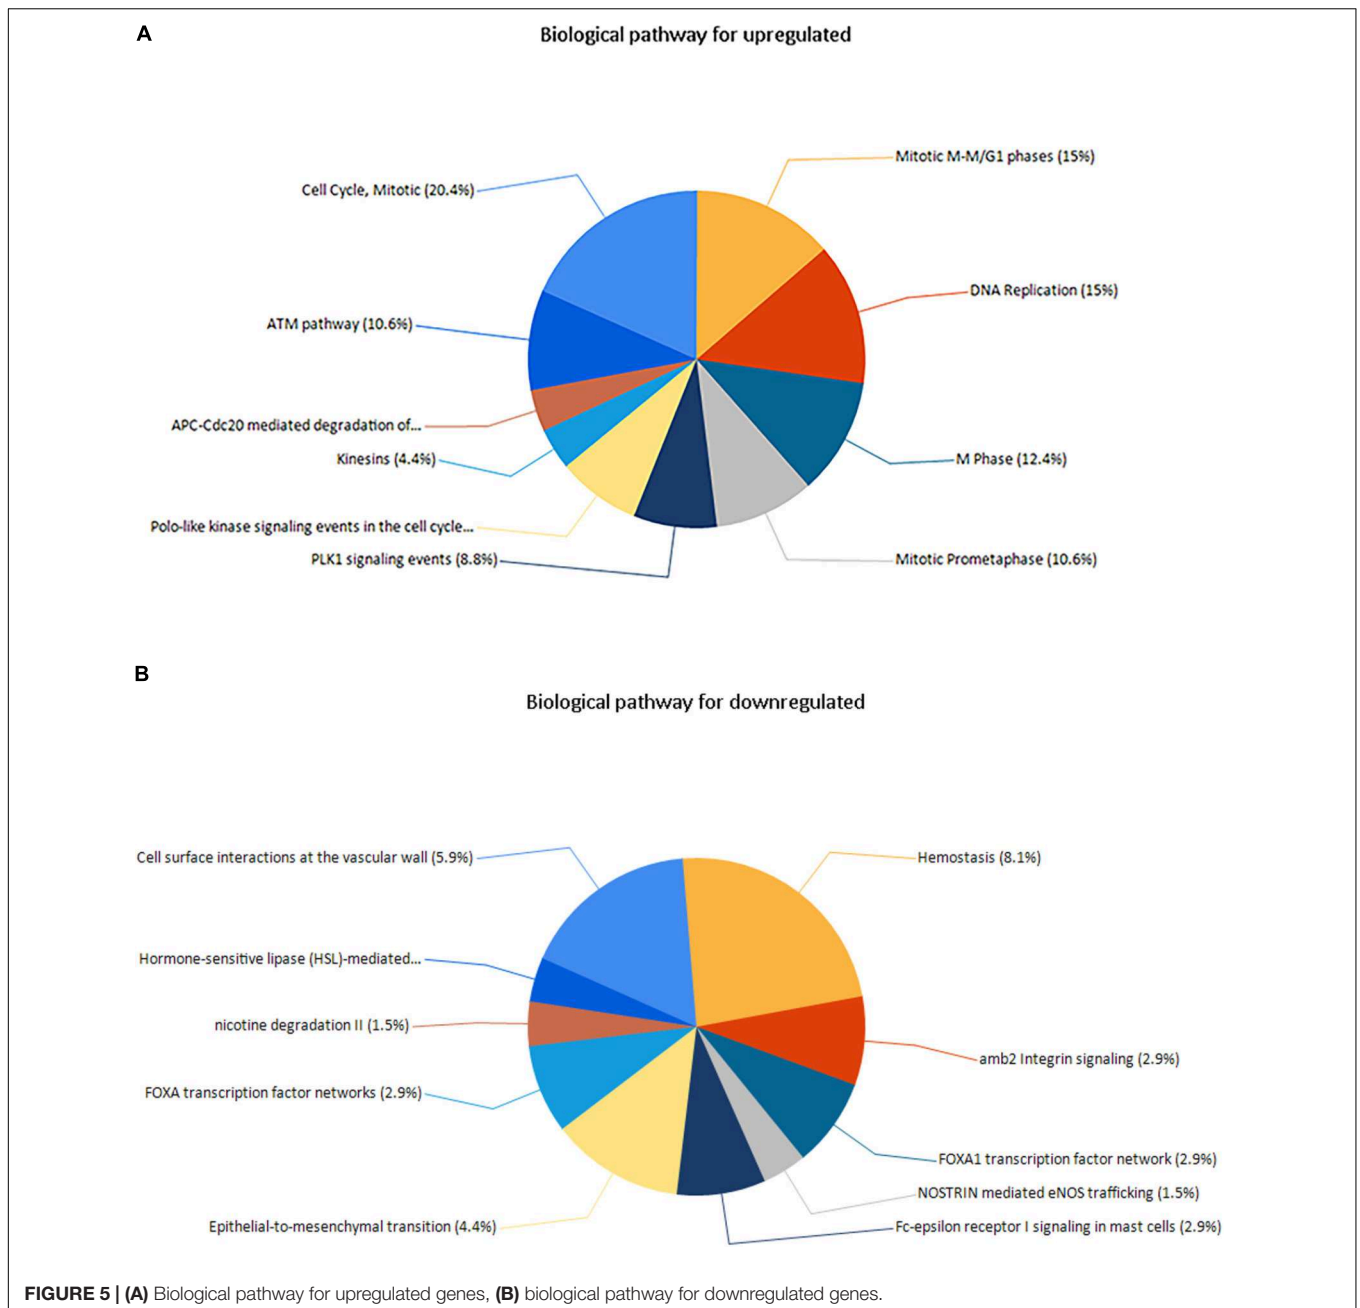 A
Biological pathway for upregulated
Mitotic M-M/G1 phases (15%)
Cell Cycle, Mitotic (20.4%)
DNA Replication (15%)
ATM pathway (10.6%)
APC-Cdc20 mediated degradation of...
Kinesins (4.4%)
M Phase (12.4%)
Polo-like kinase signaling events in the cell cycle...
PLK1 signaling events (8.8%)
Mitotic Prometaphase (10.6%)
B
Biological pathway for downregulated
Cell surface interactions at the vascular wall (5.9%)
Hemostasis (8.1%)
Hormone-sensitive lipase (HSL)-mediated...
nicotine degradation II (1.5%)
amb2 Integrin signaling (2.9%)
FOXA transcription factor networks (2.9%)
FOXA1 transcription factor network (2.9%)
NOSTRIN mediated eNOS trafficking (1.5%)
Epithelial-to-mesenchymal transition (4.4%)
Fc-epsilon receptor I signaling in mast cells (2.9%)
FIGURE 5 | (A) Biological pathway for upregulated genes, (B) biological pathway for downregulated genes.